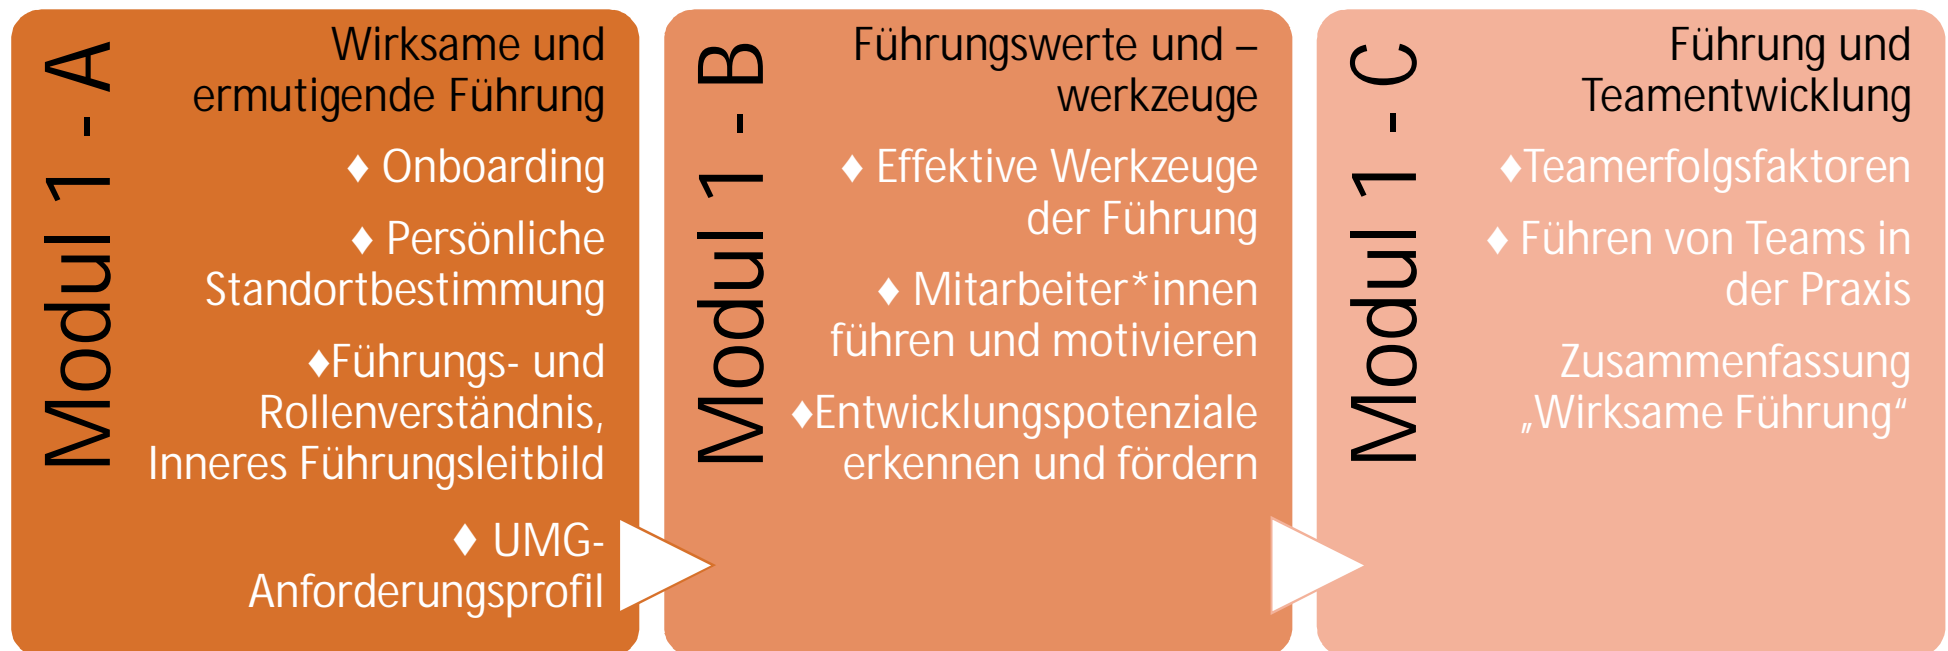 Modul 1 - A
Wirksame und
ermutigende Führung
♦ Onboarding
♦ Persönliche
Standortbestimmung
♦Führungs- und
Rollenverständnis,
Inneres Führungsleitbild
♦ UMG-
Anforderungsprofil
Modul 1 - B
Führungswerte und –
werkzeuge
♦ Effektive Werkzeuge
der Führung
♦ Mitarbeiter*innen
führen und motivieren
♦Entwicklungspotenziale
erkennen und fördern
Modul 1 - C
Führung und
Teamentwicklung
♦Teamerfolgsfaktoren
♦ Führen von Teams in
der Praxis
Zusammenfassung
„Wirksame Führung“